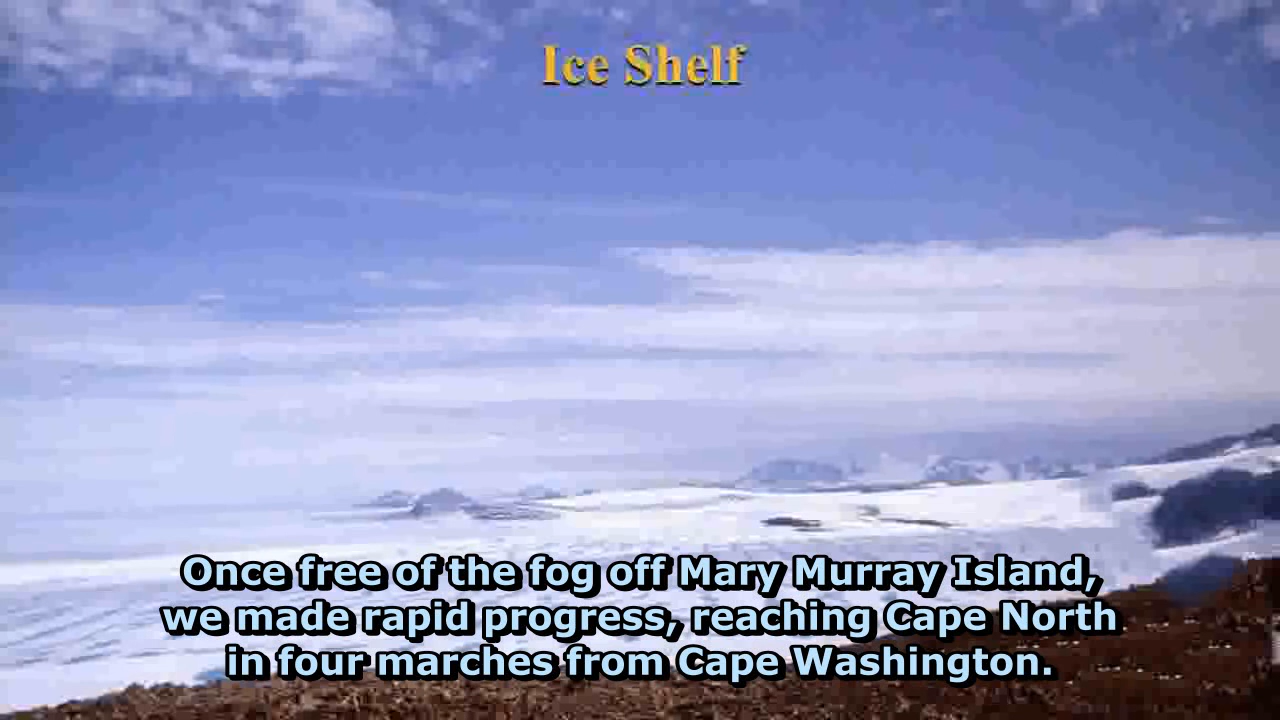 Ice Shelf
Once free of the fog off Mary Murray Island,
we made rapid progress, reaching Cape North
in four marches from Cape Washington.